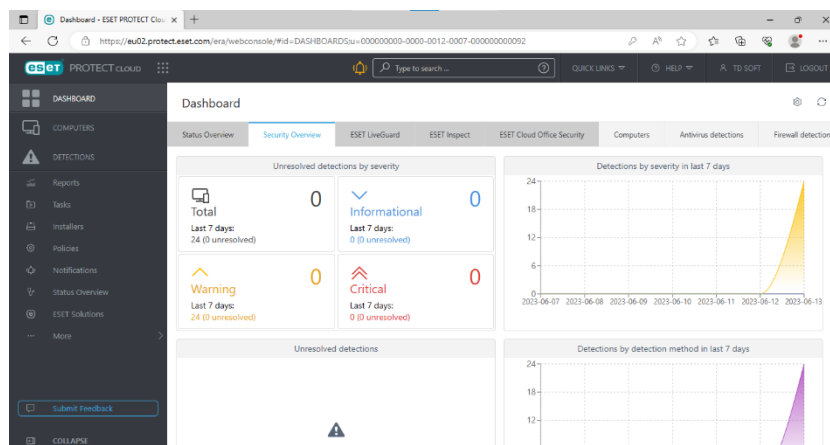 Dashboard - ESET PROTECT Clou
https://eu02.protect.eset.com/era/webconsole/#id=DASHBOARDS:u=000000000-0000-0012-0007-000000000092
eset PROTECT CLOUD
Type to search ...
QUICK LINKS
HELP
TD SOFT
LOGOUT
DASHBOARD
COMPUTERS
DETECTIONS
Reports
Tasks
Installers
Policies
Notifications
Status Overview
ESET Solutions
More
Submit Feedback
COLLAPSE
Dashboard
Status Overview
Security Overview
ESET LiveGuard
ESET Inspect
ESET Cloud Office Security
Computers
Antivirus detections
Firewall detection
Unresolved detections by severity
Total 0
Last 7 days:
24 (0 unresolved)
Informational 0
Last 7 days:
0 (0 unresolved)
Warning 0
Last 7 days:
24 (0 unresolved)
Critical 0
Last 7 days:
0 (0 unresolved)
Detections by severity in last 7 days
24
18
12
6
0
2023-06-07 2023-06-08 2023-06-09 2023-06-10 2023-06-11 2023-06-12 2023-06-13
Unresolved detections
Detections by detection method in last 7 days
24
18
12